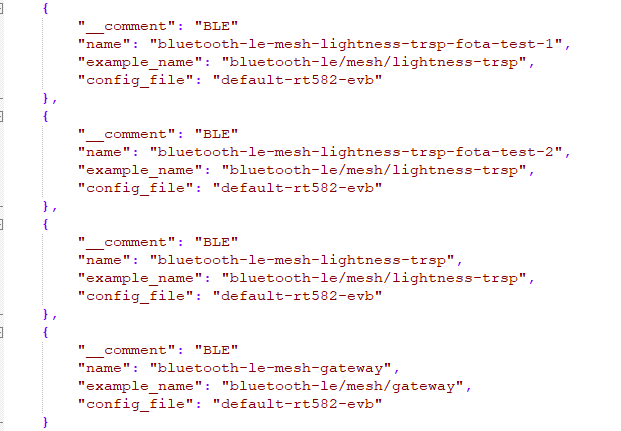 {
"__comment": "BLE"
"name": "bluetooth-le-mesh-lightness-trsp-fota-test-1",
"example_name": "bluetooth-le/mesh/lightness-trsp",
"config_file": "default-rt582-evb"
},
{
"__comment": "BLE"
"name": "bluetooth-le-mesh-lightness-trsp-fota-test-2",
"example_name": "bluetooth-le/mesh/lightness-trsp",
"config_file": "default-rt582-evb"
},
{
"__comment": "BLE"
"name": "bluetooth-le-mesh-lightness-trsp",
"example_name": "bluetooth-le/mesh/lightness-trsp",
"config_file": "default-rt582-evb"
},
{
"__comment": "BLE"
"name": "bluetooth-le-mesh-gateway",
"example_name": "bluetooth-le/mesh/gateway",
"config_file": "default-rt582-evb"
}